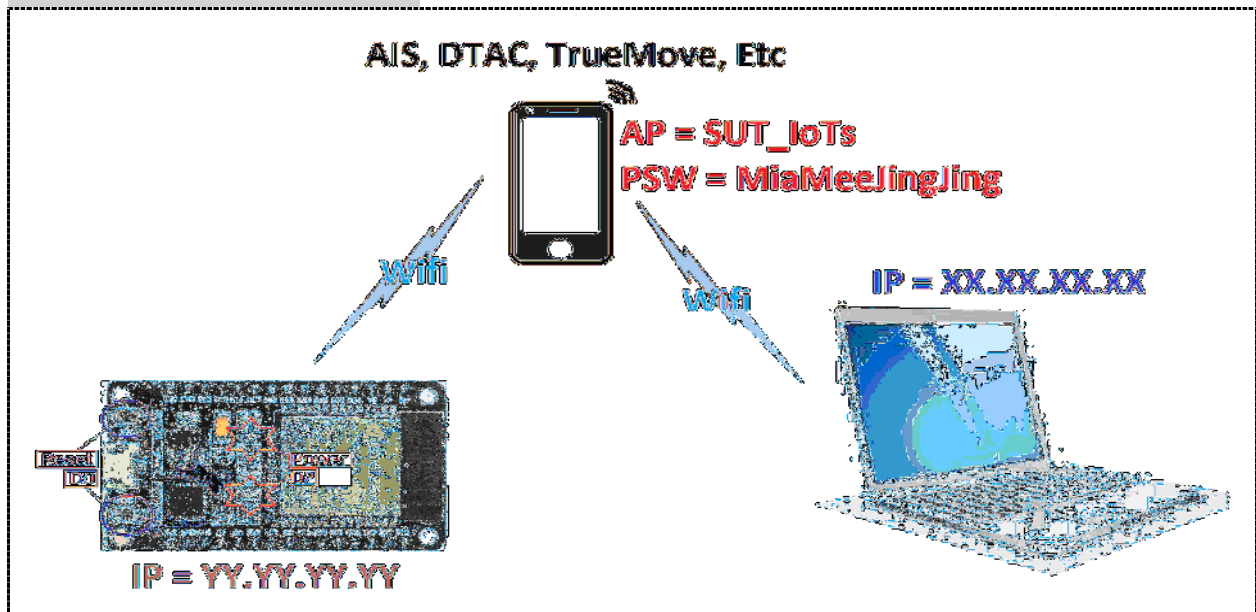 AIS, DTAC, TrueMove, Etc
AP = SUT_IoTs
PSW = MiaMeeJingJing
Wifi
Wifi
IP = XX.XX.XX.XX
Reset
IO0
Power
IP = YY.YY.YY.YY